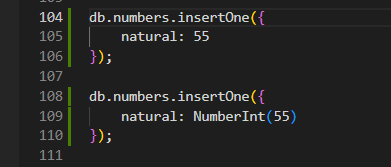 104 db.numbers.insertOne({
105     natural: 55
106 });
107
108 db.numbers.insertOne({
109     natural: NumberInt(55)
110 });
111